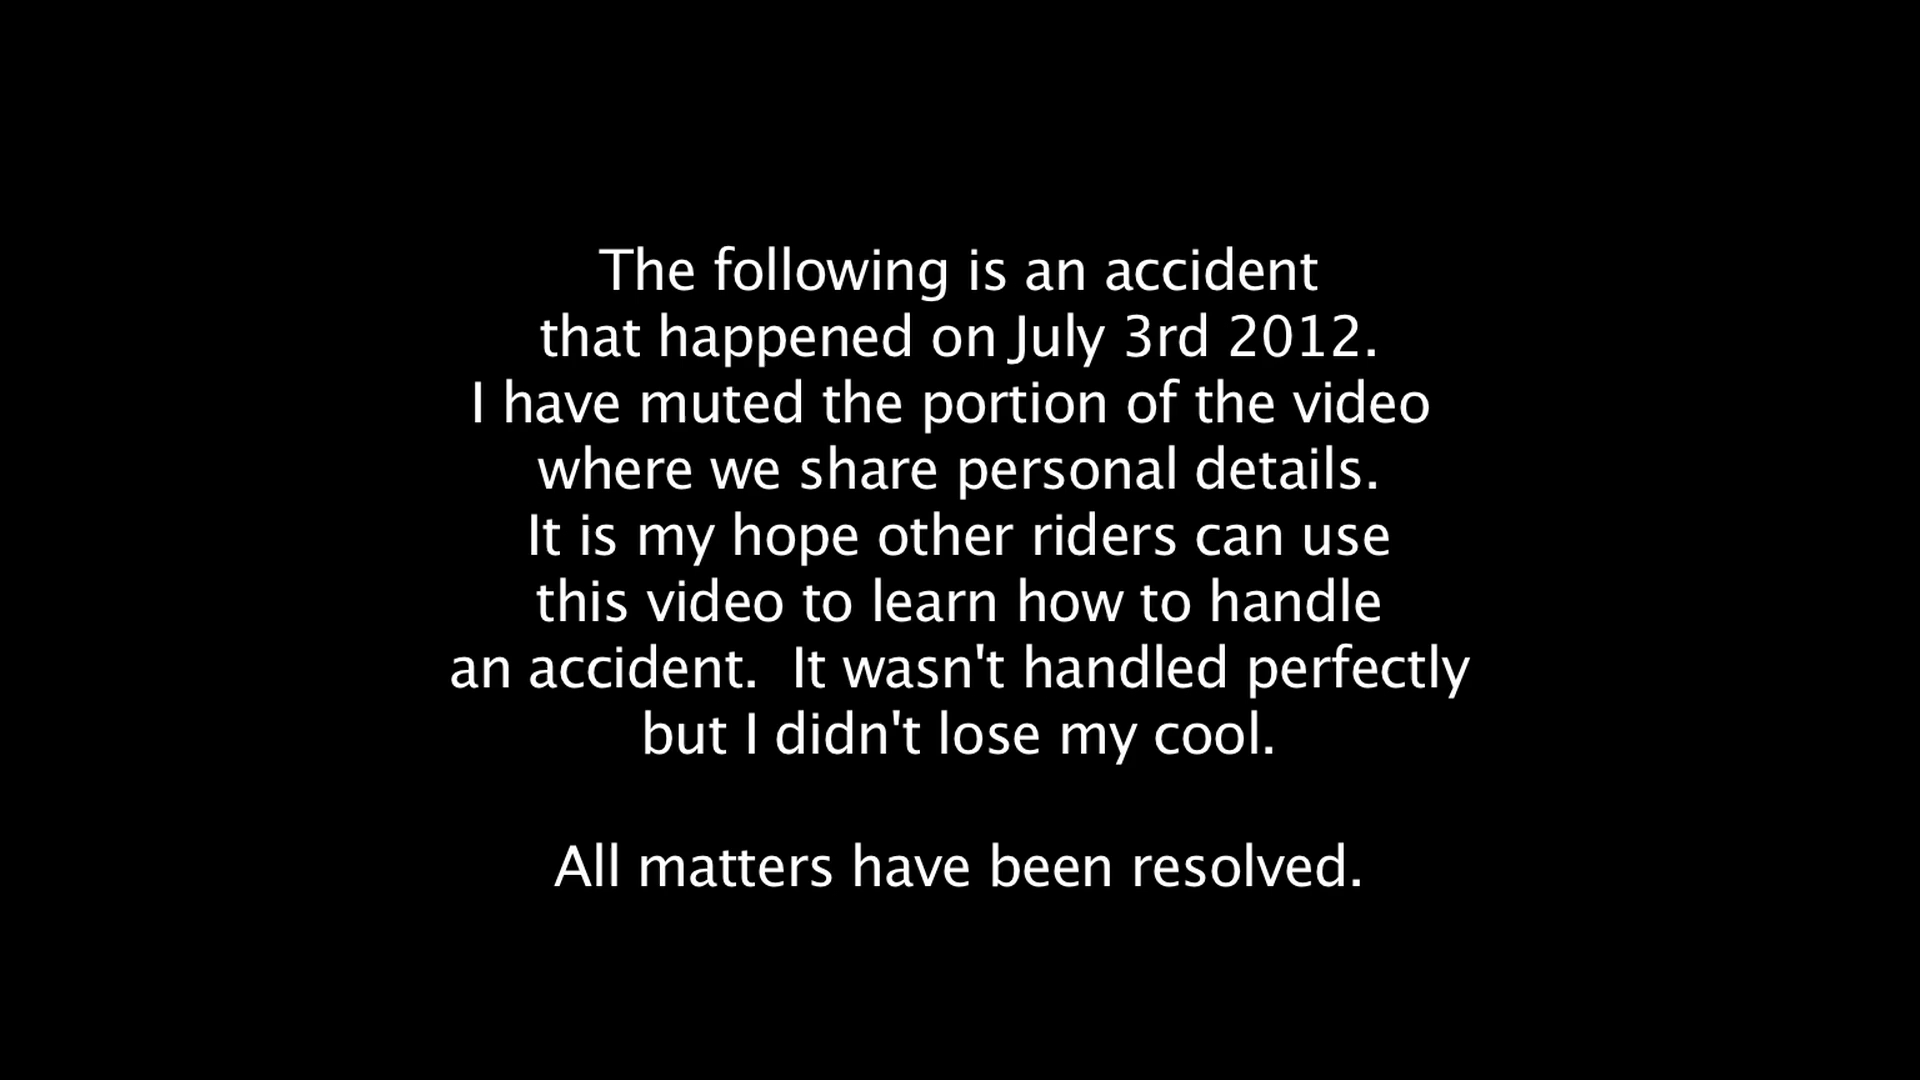 The following is an accident
that happened on July 3rd 2012.
I have muted the portion of the video
where we share personal details.
It is my hope other riders can use
this video to learn how to handle
an accident.  It wasn't handled perfectly
but I didn't lose my cool.
All matters have been resolved.